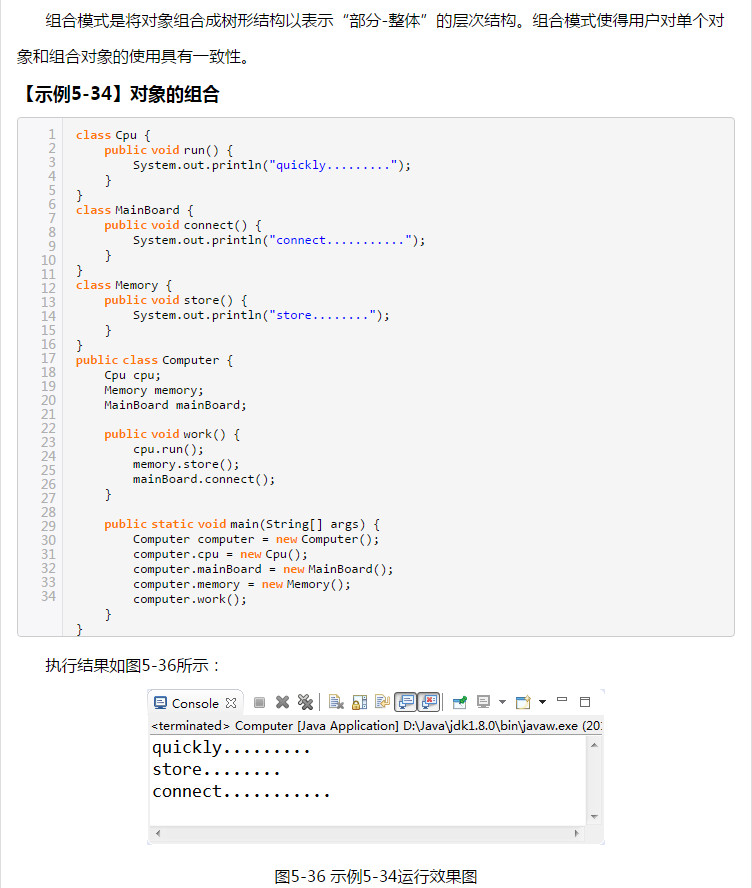 组合模式是将对象组合成树形结构以表示“部分-整体”的层次结构。组合模式使得用户对单个对
象和组合对象的使用具有一致性。
【示例5-34】对象的组合
1 class Cpu {
2     public void run() {
3         System.out.println("quickly.........");
4     }
5 }
6 class MainBoard {
7     public void connect() {
8         System.out.println("connect...........");
9     }
10 }
11 class Memory {
12     public void store() {
13         System.out.println("store........");
14     }
15 }
16 public class Computer {
17     Cpu cpu;
18     Memory memory;
19     MainBoard mainBoard;
20
21     public void work() {
22         cpu.run();
23         memory.store();
24         mainBoard.connect();
25     }
26
27     public static void main(String[] args) {
28         Computer computer = new Computer();
29         computer.cpu = new Cpu();
30         computer.mainBoard = new MainBoard();
31         computer.memory = new Memory();
32         computer.work();
33     }
34 }
执行结果如图5-36所示：
Console
<terminated> Computer [Java Application] D:\Java\jdk1.8.0\bin\javaw.exe (201
quickly.........
store........
connect...........
图5-36 示例5-34运行效果图